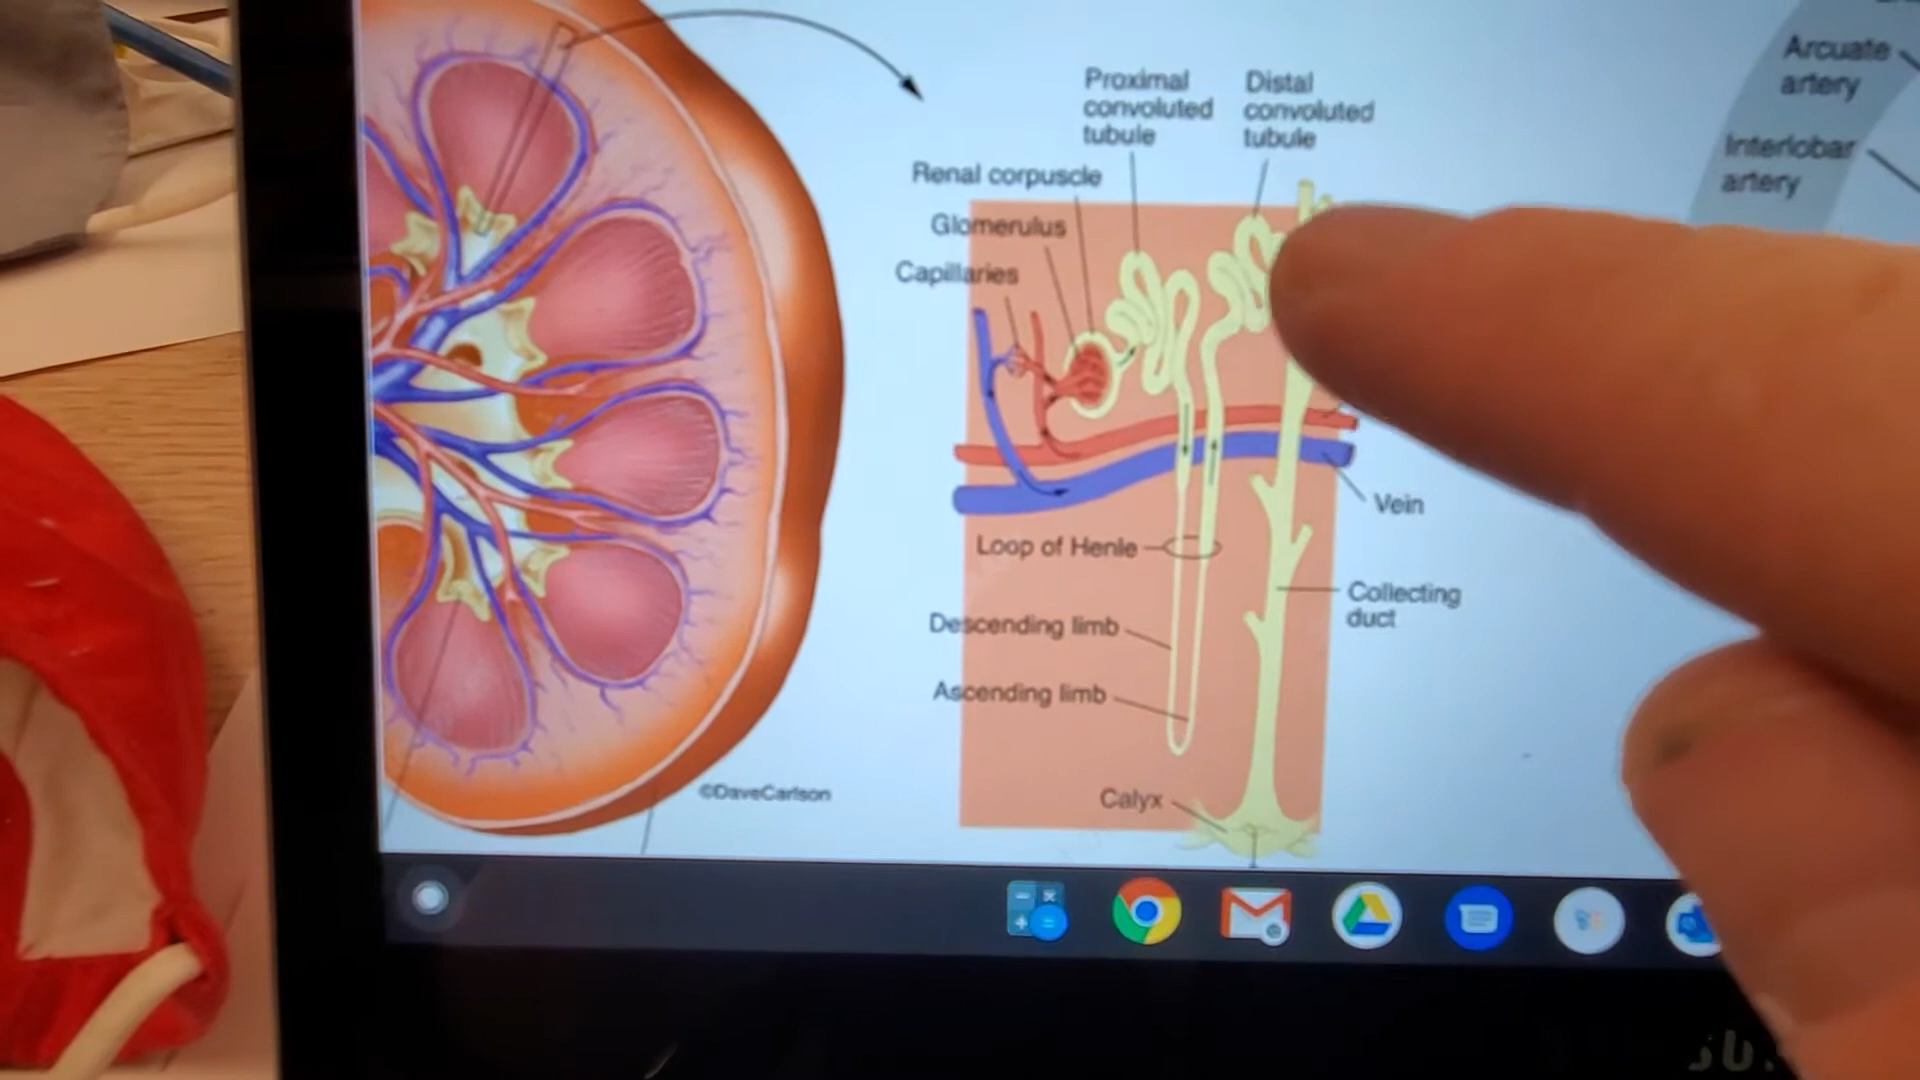 Arcuate
artery
Interlobar
artery
Proximal
convoluted
tubule
Distal
convoluted
tubule
Renal corpuscle
Glomerulus
Capillaries
Vein
Loop of Henle
Collecting
duct
Descending limb
Ascending limb
Calyx
©DaveCarlson